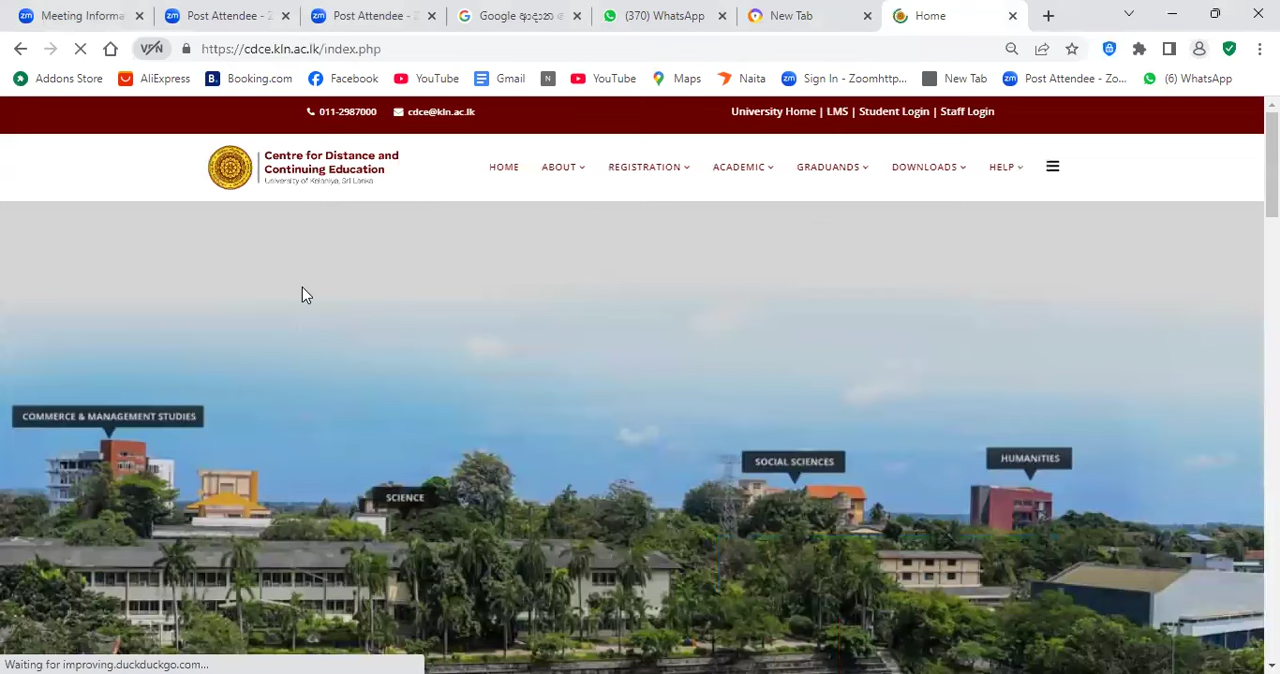 Meeting Informa
Post Attendee - Z
Post Attendee - Z
(370) WhatsApp
New Tab
Home
VPN
https://cdce.kln.ac.lk/index.php
Addons Store
AliExpress
B. Booking.com
Facebook
YouTube
Gmail
N
YouTube
Maps
Naita
zm Sign In - Zoomhttp...
New Tab
zm Post Attendee - Zo...
(6) WhatsApp
011-2987000
cdce@kln.ac.lk
University Home | LMS | Student Login | Staff Login
Centre for Distance and
Continuing Education
University of Kelaniya, Sri Lanka
HOME
ABOUT
REGISTRATION
ACADEMIC
GRADUANDS
DOWNLOADS
HELP
COMMERCE & MANAGEMENT STUDIES
SCIENCE
SOCIAL SCIENCES
HUMANITIES
Waiting for improving.duckduckgo.com...